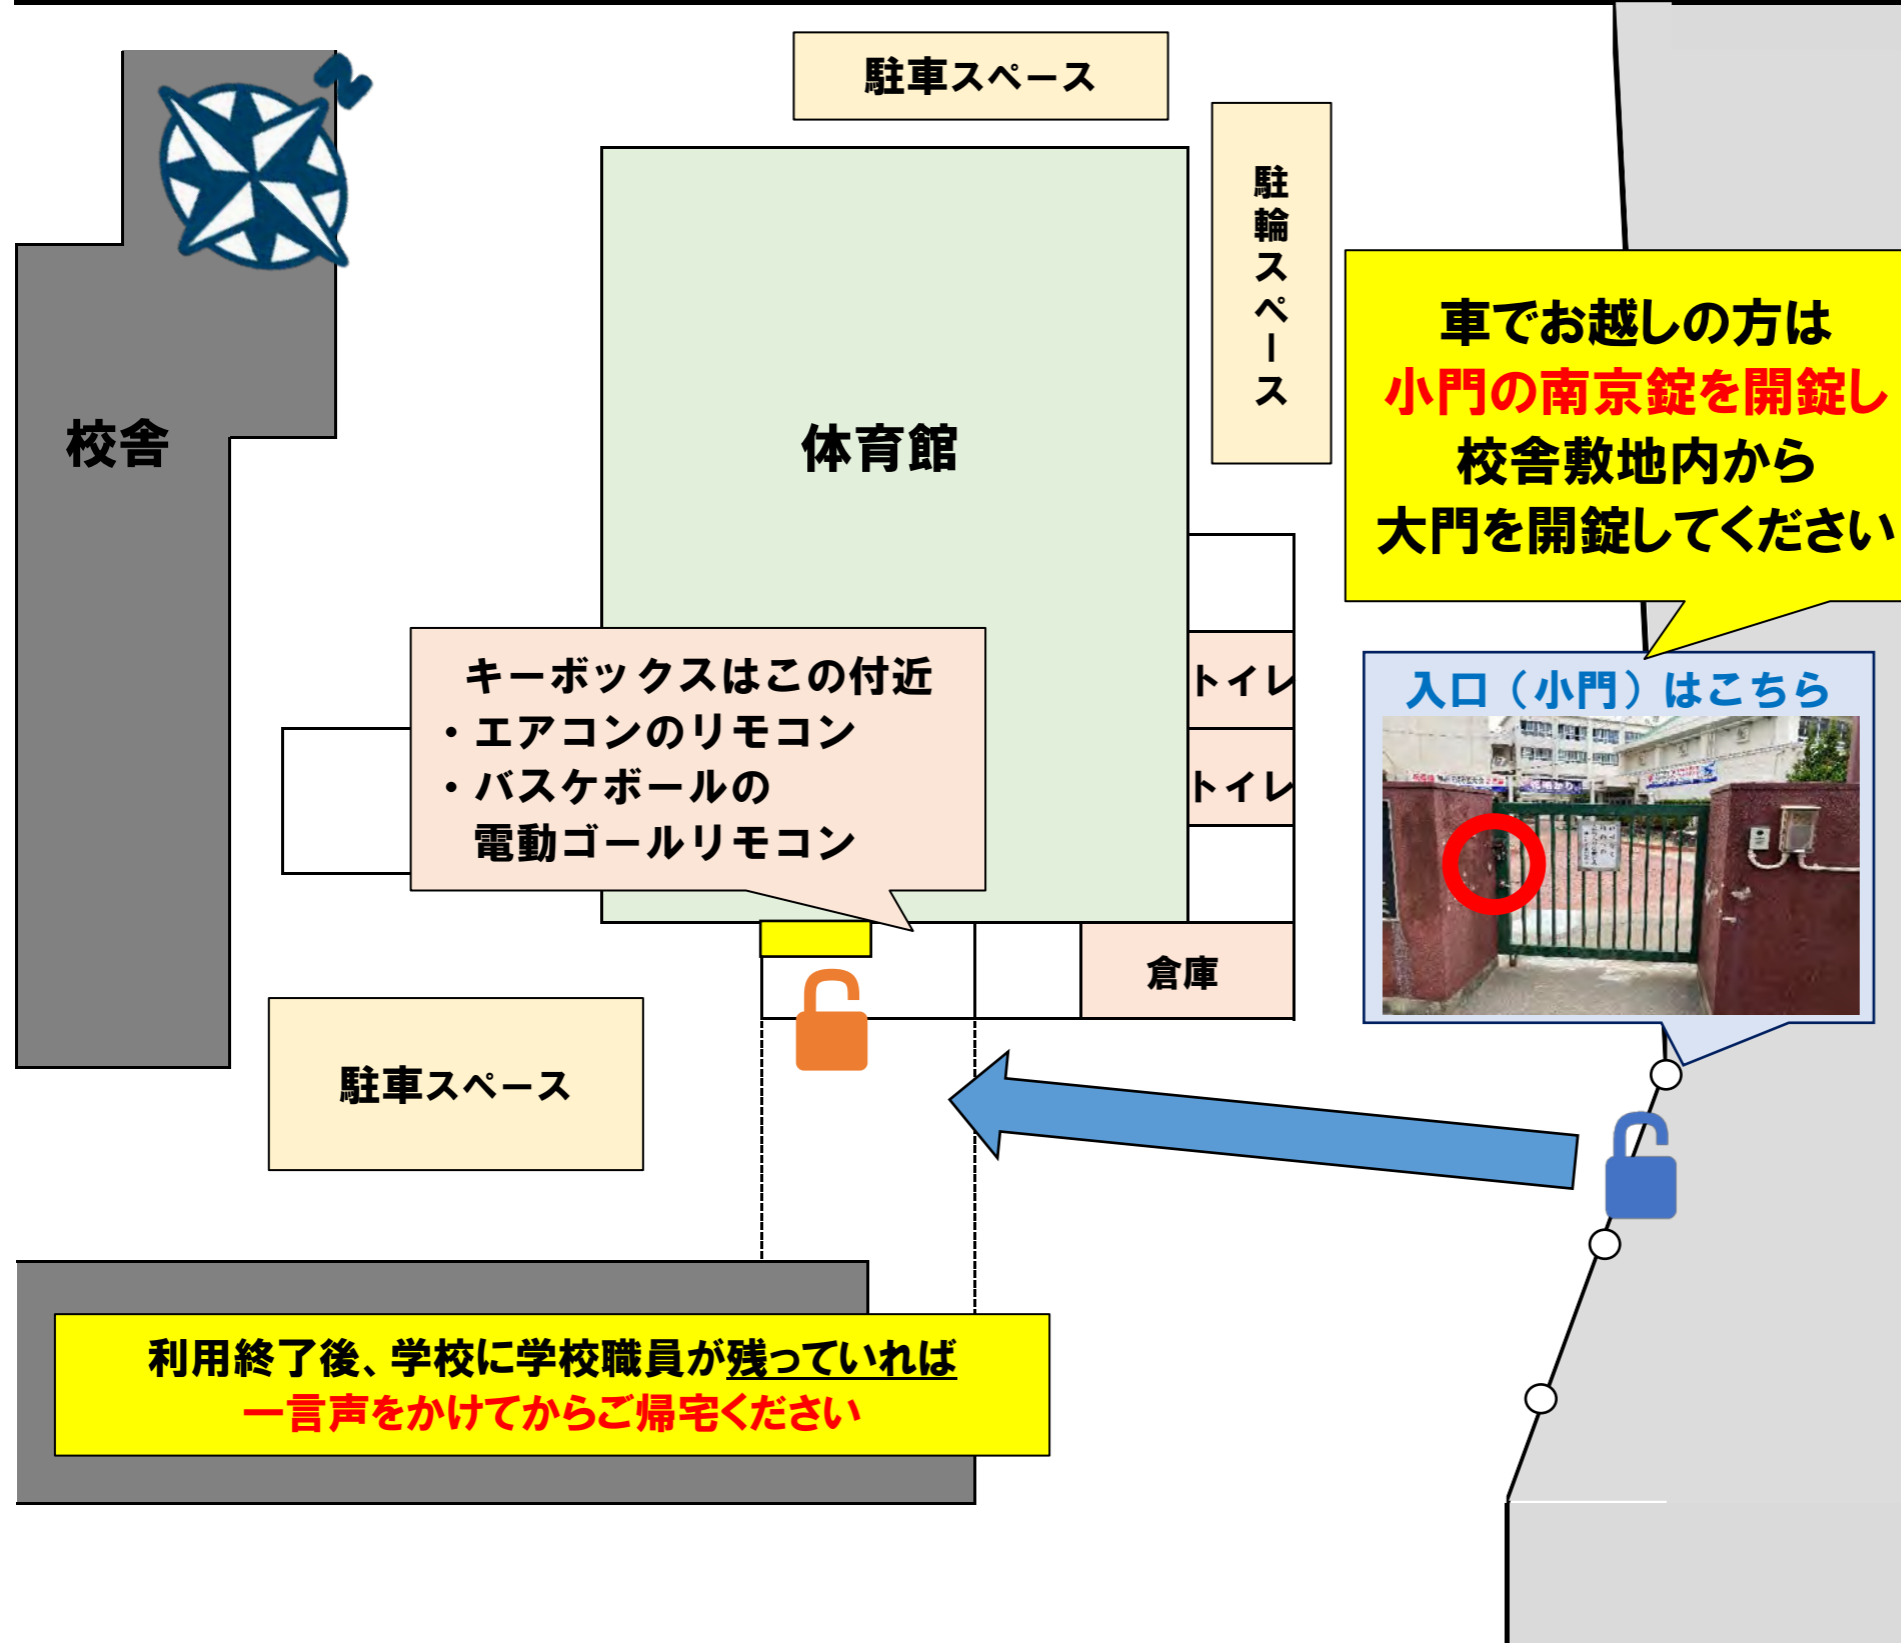 N
駐車スペース
駐輪スペース
校舎
体育館
車でお越しの方は
小門の南京錠を開錠し
校舎敷地内から
大門を開錠してください
キーボックスはこの付近
・エアコンのリモコン
・バスケボールの
電動ゴールリモコン
トイレ
トイレ
入口（小門）はこちら
倉庫
駐車スペース
利用終了後、学校に学校職員が残っていれば
一言声をかけてからご帰宅ください